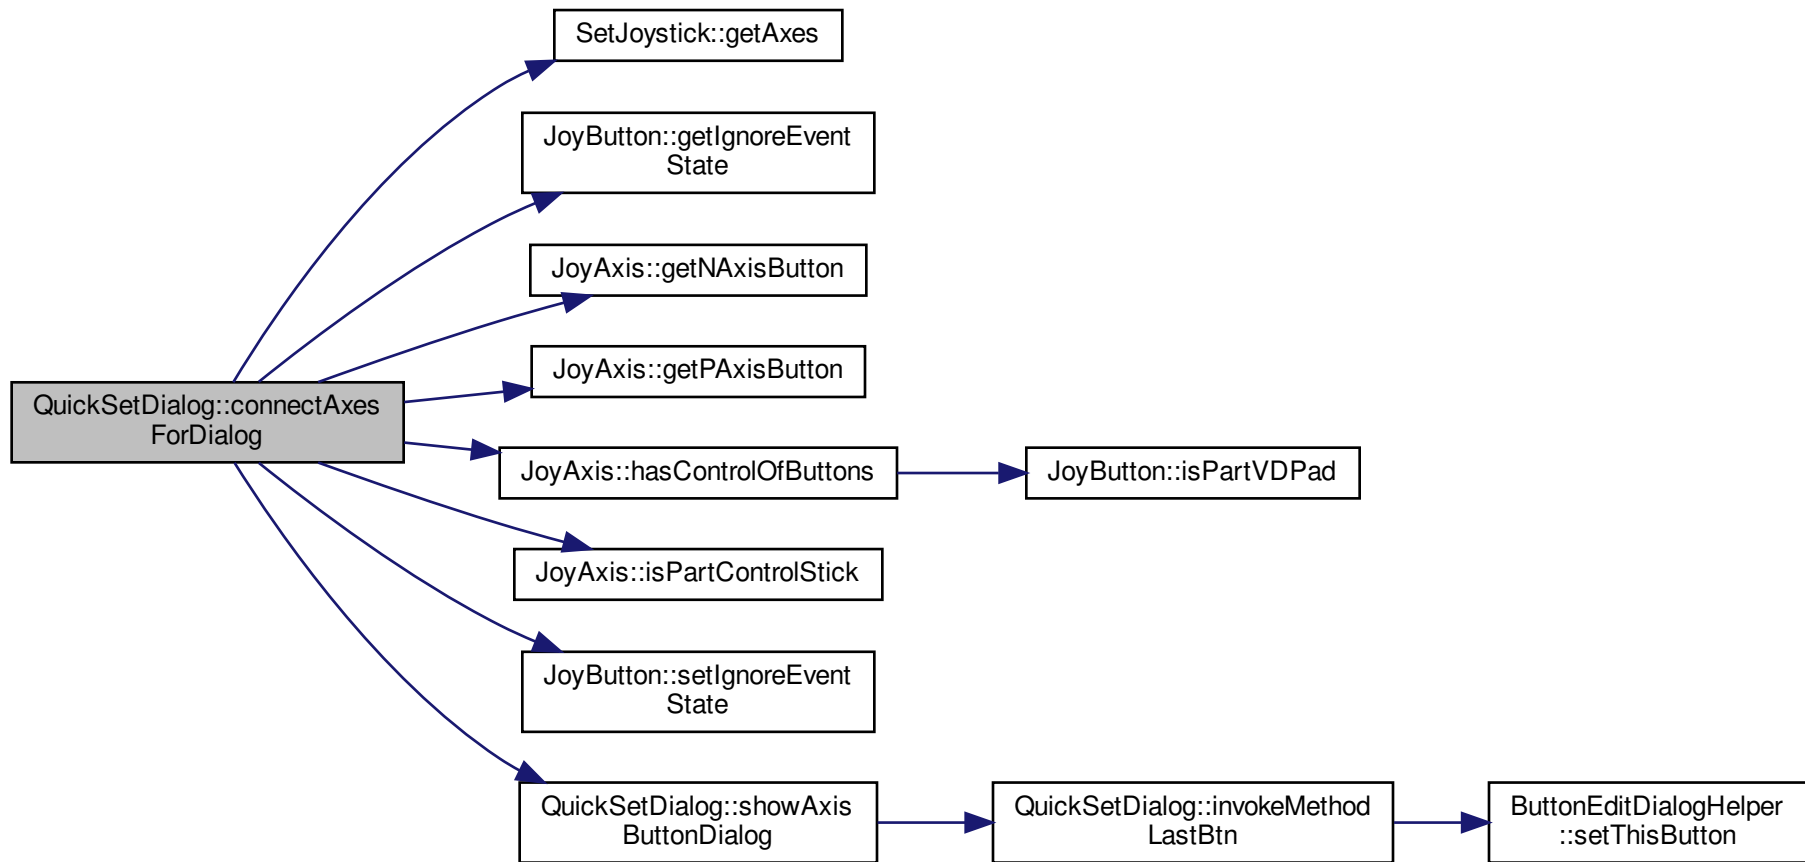 SetJoystick::getAxes
JoyButton::getIgnoreEvent
State
JoyAxis::getNAxisButton
JoyAxis::getPAxisButton
QuickSetDialog::connectAxes
ForDialog
JoyAxis::hasControlOfButtons
JoyButton::isPartVDPad
JoyAxis::isPartControlStick
JoyButton::setIgnoreEvent
State
QuickSetDialog::showAxis
ButtonDialog
QuickSetDialog::invokeMethod
LastBtn
ButtonEditDialogHelper
::setThisButton